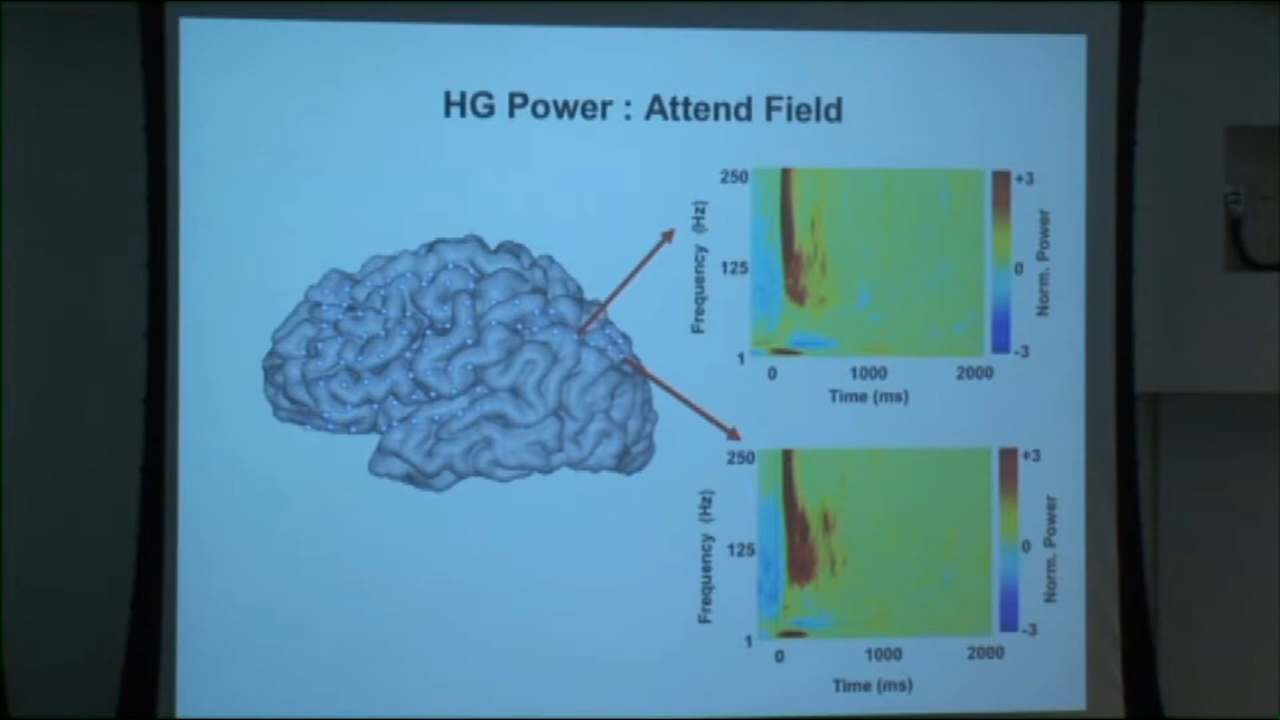 HG Power : Attend Field
250
125
1
Frequency (Hz)
0
1000
2000
Time (ms)
+3
0
-3
Norm. Power
250
125
1
Frequency (Hz)
0
1000
2000
Time (ms)
+3
0
-3
Norm. Power